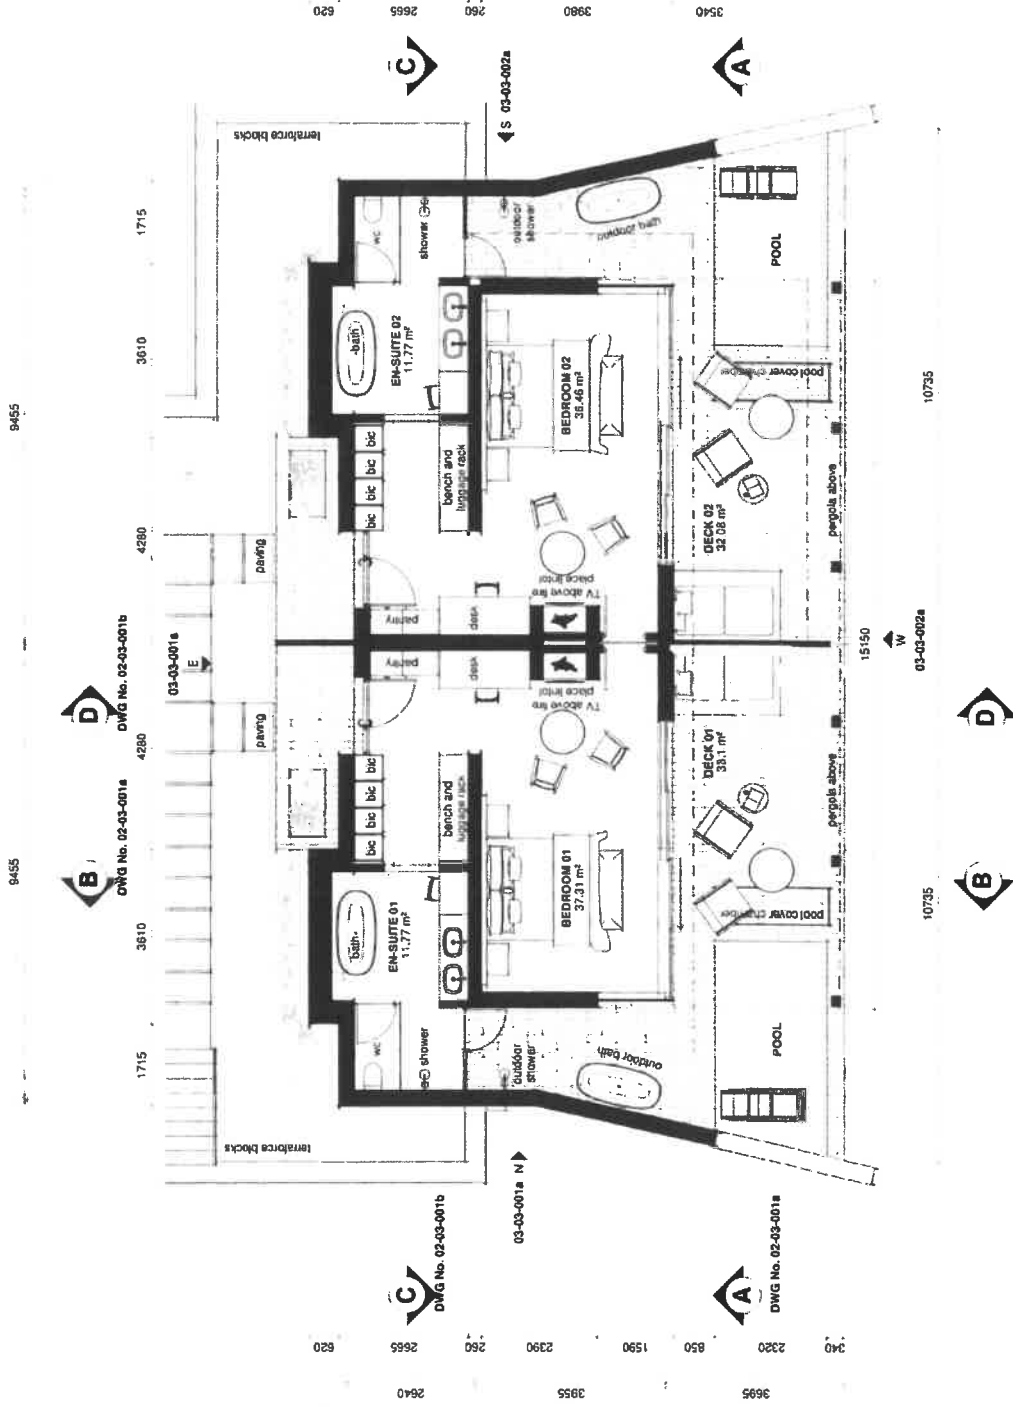 620
2665
260
3980
3540
C
A
S 03-03-002a
terraforce blocks
9455
1715
3610
4280
4280
3610
1715
9455
wc
shower
outdoor
shower
outdoor bath
POOL
bath
EN-SUITE 02
11.77 m²
BEDROOM 02
36.46 m²
pool cover chamber
10735
bic
bic
bic
bic
bench and
luggage rack
DECK 02
32.08 m²
pergola above
paving
pantry
desk
TV above fire
place lintol
DWG No. 02-03-001b
D
03-03-001a
E
15150
W
03-03-002a
D
paving
pantry
desk
TV above fire
place lintol
DECK 01
33.1 m²
pergola above
bic
bic
bic
bic
bench and
luggage rack
DWG No. 02-03-001a
B
B
bath
EN-SUITE 01
11.77 m²
BEDROOM 01
37.31 m²
pool cover chamber
10735
wc
shower
outdoor
shower
outdoor bath
POOL
terraforce blocks
03-03-001a N
C
DWG No. 02-03-001b
A
DWG No. 02-03-001a
620
2665
260
2390
1590
850
2320
340
2640
3955
3695